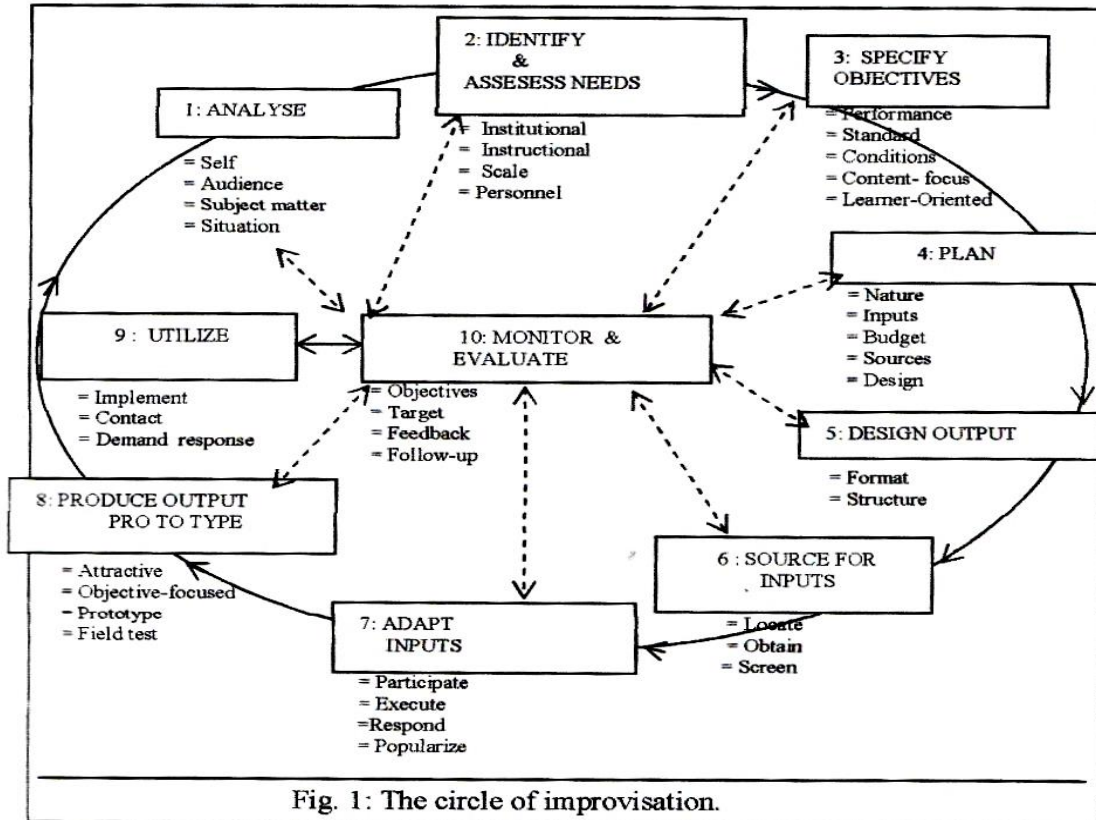 1: ANALYSE
= Self
= Audience
= Subject matter
= Situation
2: IDENTIFY
&
ASSESESS NEEDS
= Institutional
= Instructional
= Scale
= Personnel
3: SPECIFY
OBJECTIVES
= Performance
= Standard
= Conditions
= Content- focus
= Learner-Oriented
4: PLAN
= Nature
= Inputs
= Budget
= Sources
= Design
5: DESIGN OUTPUT
= Format
= Structure
6 : SOURCE FOR
INPUTS
= Locate
= Obtain
= Screen
7: ADAPT
INPUTS
= Participate
= Execute
=Respond
= Popularize
8: PRODUCE OUTPUT
PRO TO TYPE
= Attractive
= Objective-focused
= Prototype
= Field test
9 : UTILIZE
= Implement
= Contact
= Demand response
10: MONITOR &
EVALUATE
= Objectives
= Target
= Feedback
= Follow-up
Fig. 1: The circle of improvisation.